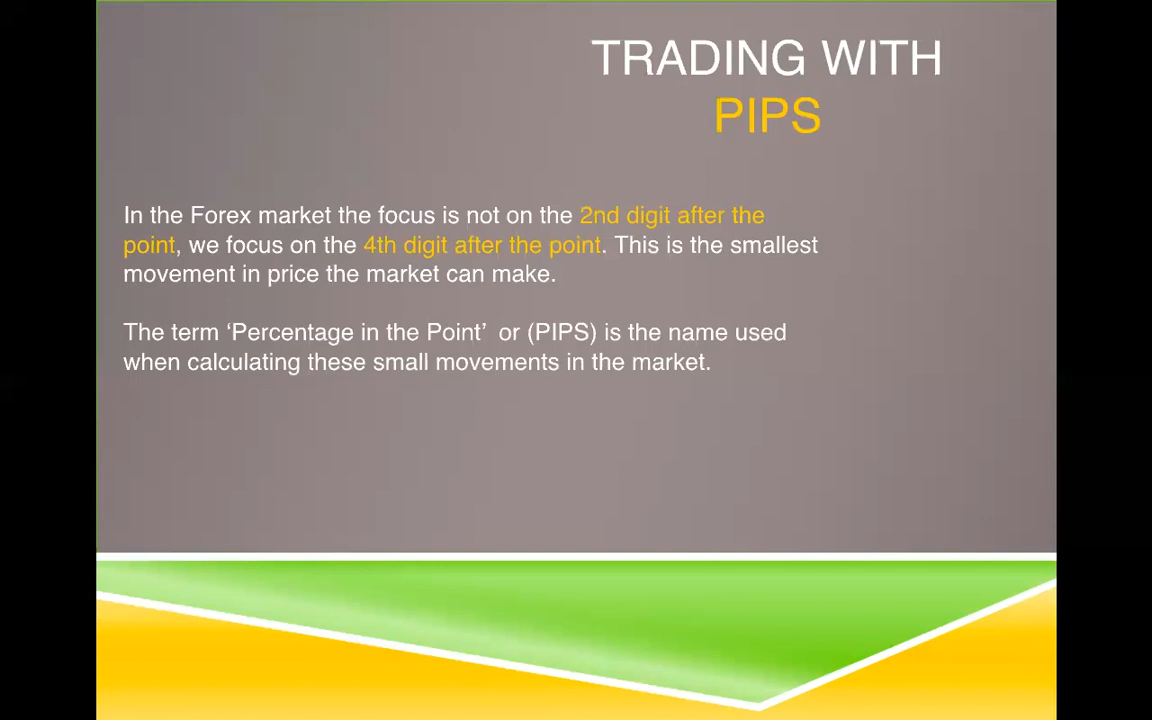 TRADING WITH
PIPS
In the Forex market the focus is not on the 2nd digit after the
point, we focus on the 4th digit after the point. This is the smallest
movement in price the market can make.
The term ‘Percentage in the Point’ or (PIPS) is the name used
when calculating these small movements in the market.